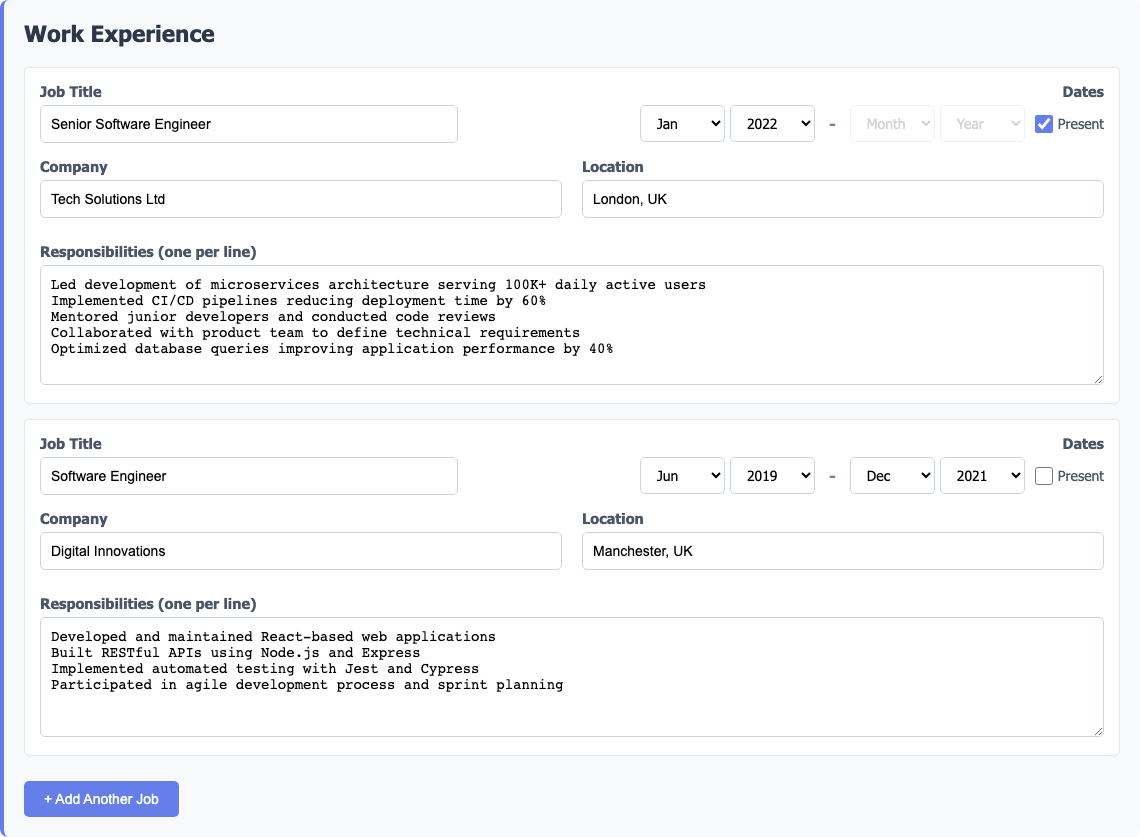 Work Experience
Job Title
Dates
Senior Software Engineer
Jan 2022 - Month Year Present
Company
Location
Tech Solutions Ltd
London, UK
Responsibilities (one per line)
Led development of microservices architecture serving 100K+ daily active users
Implemented CI/CD pipelines reducing deployment time by 60%
Mentored junior developers and conducted code reviews
Collaborated with product team to define technical requirements
Optimized database queries improving application performance by 40%
Job Title
Dates
Software Engineer
Jun 2019 - Dec 2021 Present
Company
Location
Digital Innovations
Manchester, UK
Responsibilities (one per line)
Developed and maintained React-based web applications
Built RESTful APIs using Node.js and Express
Implemented automated testing with Jest and Cypress
Participated in agile development process and sprint planning
+ Add Another Job